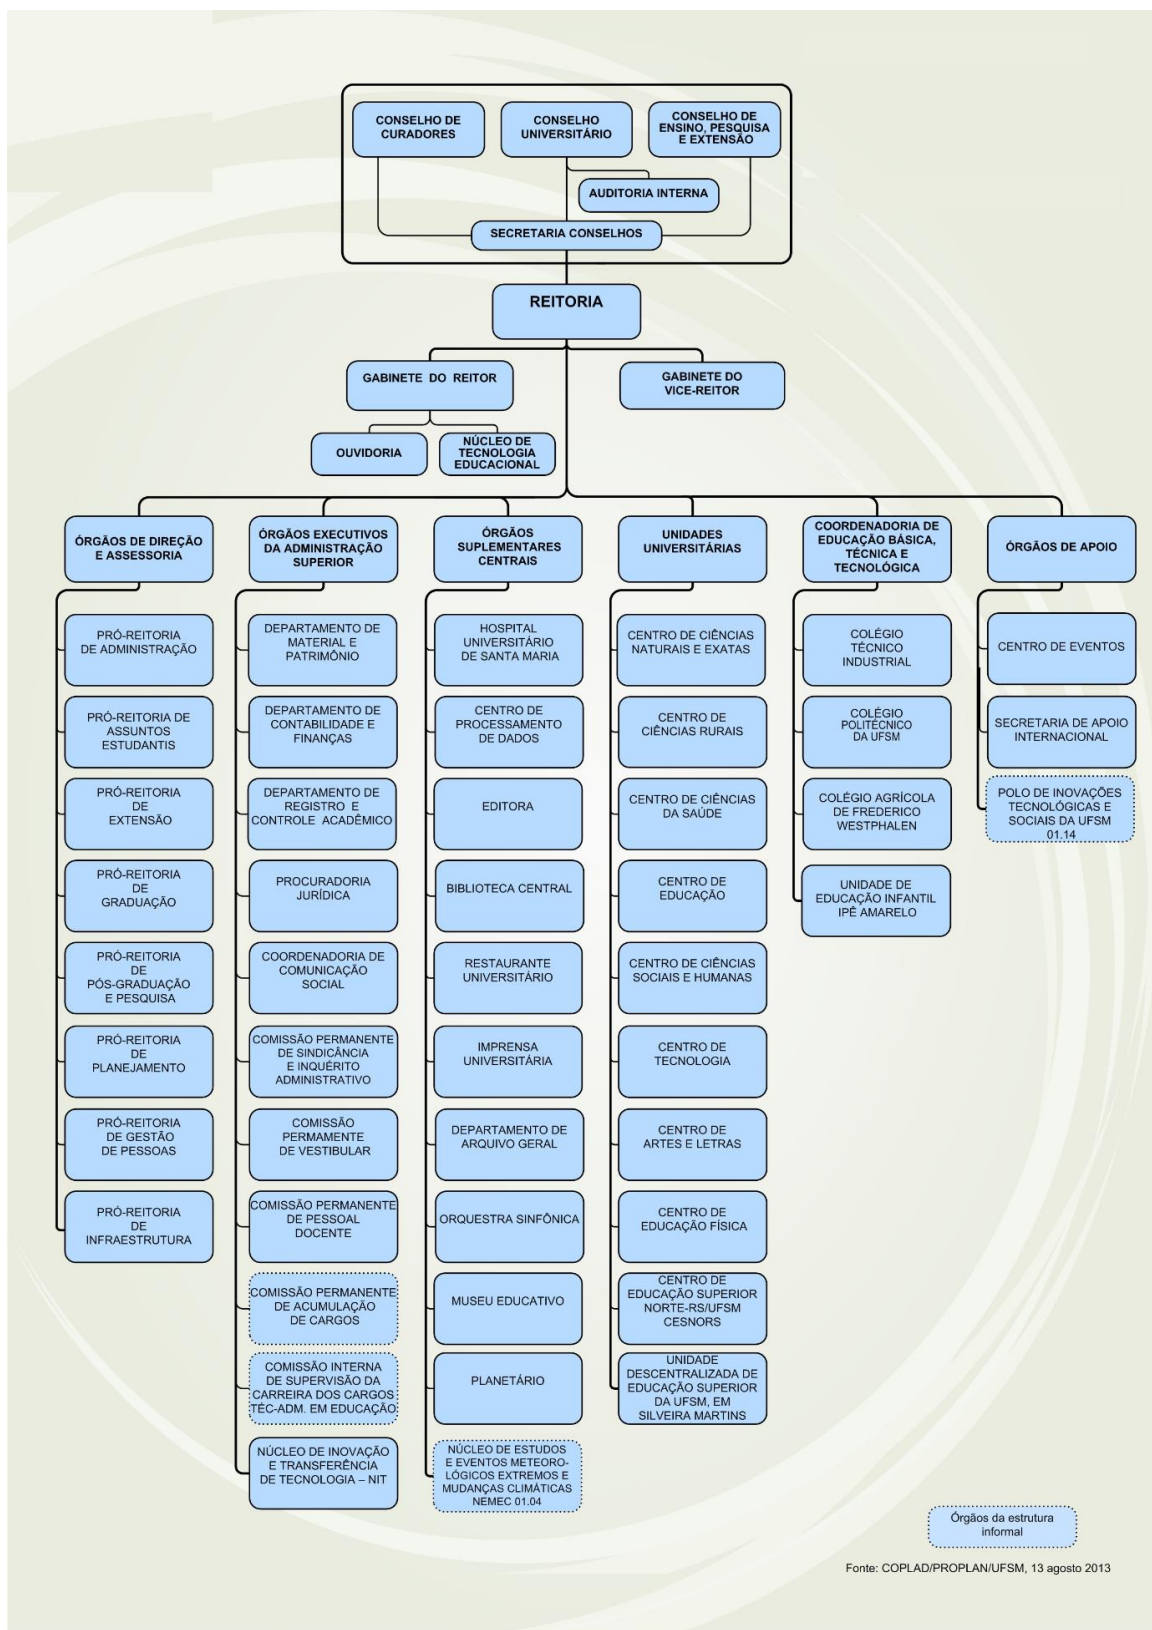 CONSELHO DE
CURADORES
CONSELHO
UNIVERSITÁRIO
CONSELHO DE
ENSINO, PESQUISA
E EXTENSÃO
AUDITORIA INTERNA
SECRETARIA CONSELHOS
REITORIA
GABINETE DO REITOR
GABINETE DO
VICE-REITOR
OUVIDORIA
NÚCLEO DE
TECNOLOGIA
EDUCACIONAL
ÓRGÃOS DE DIREÇÃO
E ASSESSORIA
PRÓ-REITORIA
DE ADMINISTRAÇÃO
PRÓ-REITORIA DE
ASSUNTOS
ESTUDANTIS
PRÓ-REITORIA
DE
EXTENSÃO
PRÓ-REITORIA
DE
GRADUAÇÃO
PRÓ-REITORIA
DE
PÓS-GRADUAÇÃO
E PESQUISA
PRÓ-REITORIA
DE
PLANEJAMENTO
PRÓ-REITORIA
DE GESTÃO
DE PESSOAS
PRÓ-REITORIA
DE
INFRAESTRUTURA
ÓRGÃOS EXECUTIVOS
DA ADMINISTRAÇÃO
SUPERIOR
DEPARTAMENTO DE
MATERIAL E
PATRIMÔNIO
DEPARTAMENTO DE
CONTABILIDADE E
FINANÇAS
DEPARTAMENTO DE
REGISTRO E
CONTROLE ACADÊMICO
PROCURADORIA
JURÍDICA
COORDENADORIA DE
COMUNICAÇÃO
SOCIAL
COMISSÃO PERMANENTE
DE SINDICÂNCIA
E INQUÉRITO
ADMINISTRATIVO
COMISSÃO
PERMAMENTE
DE VESTIBULAR
COMISSÃO PERMANENTE
DE PESSOAL
DOCENTE
COMISSÃO PERMANENTE
DE ACUMULAÇÃO
DE CARGOS
COMISSÃO INTERNA
DE SUPERVISÃO DA
CARREIRA DOS CARGOS
TÉC-ADM. EM EDUCAÇÃO
NÚCLEO DE INOVAÇÃO
E TRANSFERÊNCIA
DE TECNOLOGIA – NIT
ÓRGÃOS
SUPLEMENTARES
CENTRAIS
HOSPITAL
UNIVERSITÁRIO
DE SANTA MARIA
CENTRO DE
PROCESSAMENTO
DE DADOS
EDITORA
BIBLIOTECA CENTRAL
RESTAURANTE
UNIVERSITÁRIO
IMPRENSA
UNIVERSITÁRIA
DEPARTAMENTO DE
ARQUIVO GERAL
ORQUESTRA SINFÔNICA
MUSEU EDUCATIVO
PLANETÁRIO
NÚCLEO DE ESTUDOS
E EVENTOS METEORO-
LÓGICOS EXTREMOS E
MUDANÇAS CLIMÁTICAS
NEMEC 01.04
UNIDADES
UNIVERSITÁRIAS
CENTRO DE CIÊNCIAS
NATURAIS E EXATAS
CENTRO DE
CIÊNCIAS RURAIS
CENTRO DE CIÊNCIAS
DA SAÚDE
CENTRO DE
EDUCAÇÃO
CENTRO DE CIÊNCIAS
SOCIAIS E HUMANAS
CENTRO DE
TECNOLOGIA
CENTRO DE
ARTES E LETRAS
CENTRO DE
EDUCAÇÃO FÍSICA
CENTRO DE
EDUCAÇÃO SUPERIOR
NORTE-RS/UFSM
CESNORS
UNIDADE
DESCENTRALIZADA DE
EDUCAÇÃO SUPERIOR
DA UFSM, EM
SILVEIRA MARTINS
COORDENADORIA DE
EDUCAÇÃO BÁSICA,
TÉCNICA E
TECNOLÓGICA
COLÉGIO
TÉCNICO
INDUSTRIAL
COLÉGIO
POLITÉCNICO
DA UFSM
COLÉGIO AGRÍCOLA
DE FREDERICO
WESTPHALEN
UNIDADE DE
EDUCAÇÃO INFANTIL
IPÊ AMARELO
ÓRGÃOS DE APOIO
CENTRO DE EVENTOS
SECRETARIA DE APOIO
INTERNACIONAL
POLO DE INOVAÇÕES
TECNOLÓGICAS E
SOCIAIS DA UFSM
01.14
Órgãos da estrutura
informal
Fonte: COPLAD/PROPLAN/UFSM, 13 agosto 2013